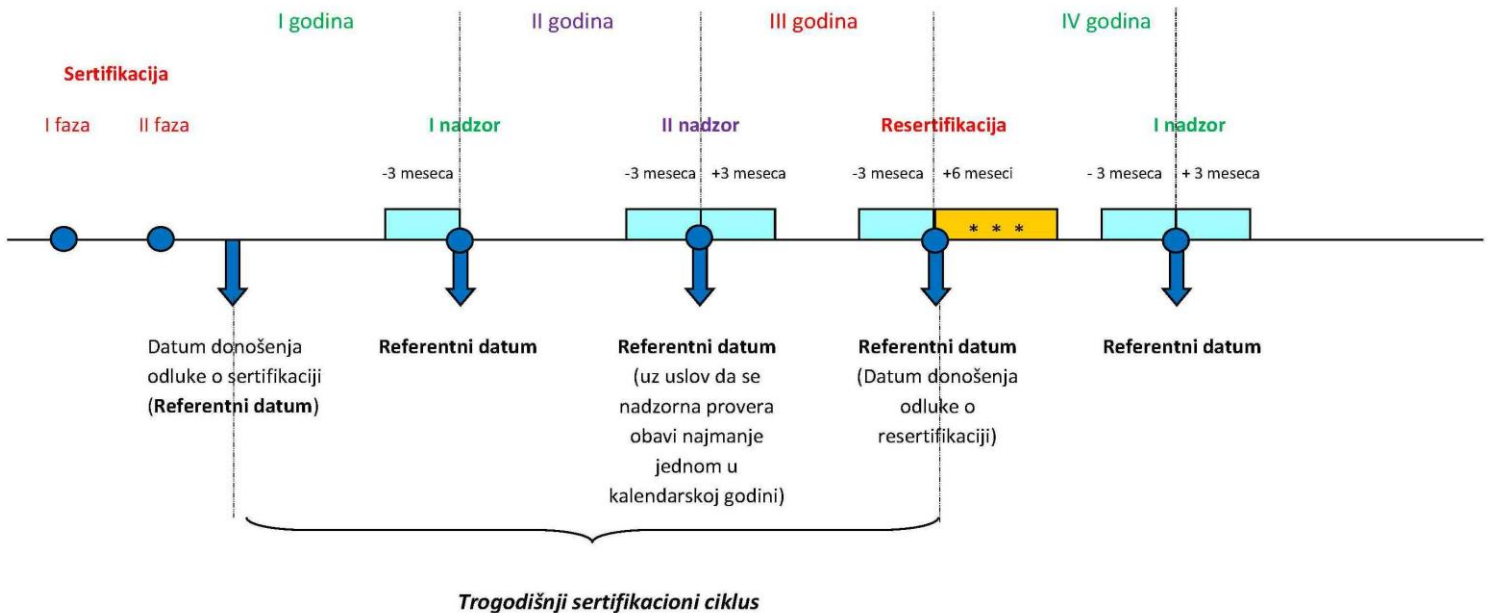 I godina
II godina
III godina
IV godina
Sertifikacija
I faza
II faza
I nadzor
II nadzor
Resertifikacija
I nadzor
-3 meseca
-3 meseca
+3 meseca
-3 meseca
+6 meseci
- 3 meseca
+ 3 meseca
* * *
Datum donošenja
odluke o sertifikaciji
(Referentni datum)
Referentni datum
Referentni datum
(uz uslov da se
nadzorna provera
obavi najmanje
jednom u
kalendarskoj godini)
Referentni datum
(Datum donošenja
odluke o
resertifikaciji)
Referentni datum
Trogodišnji sertifikacioni ciklus